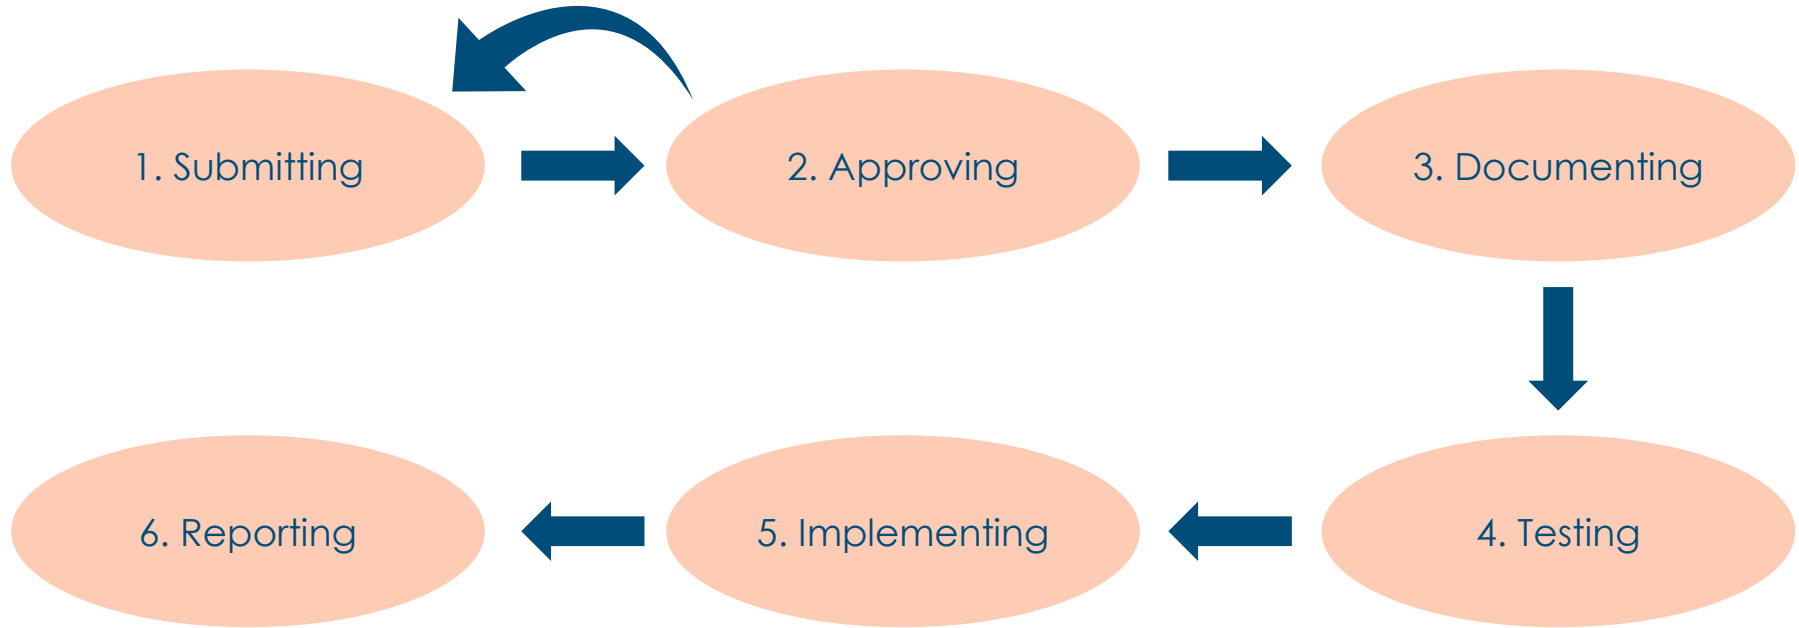 1. Submitting
2. Approving
3. Documenting
4. Testing
5. Implementing
6. Reporting